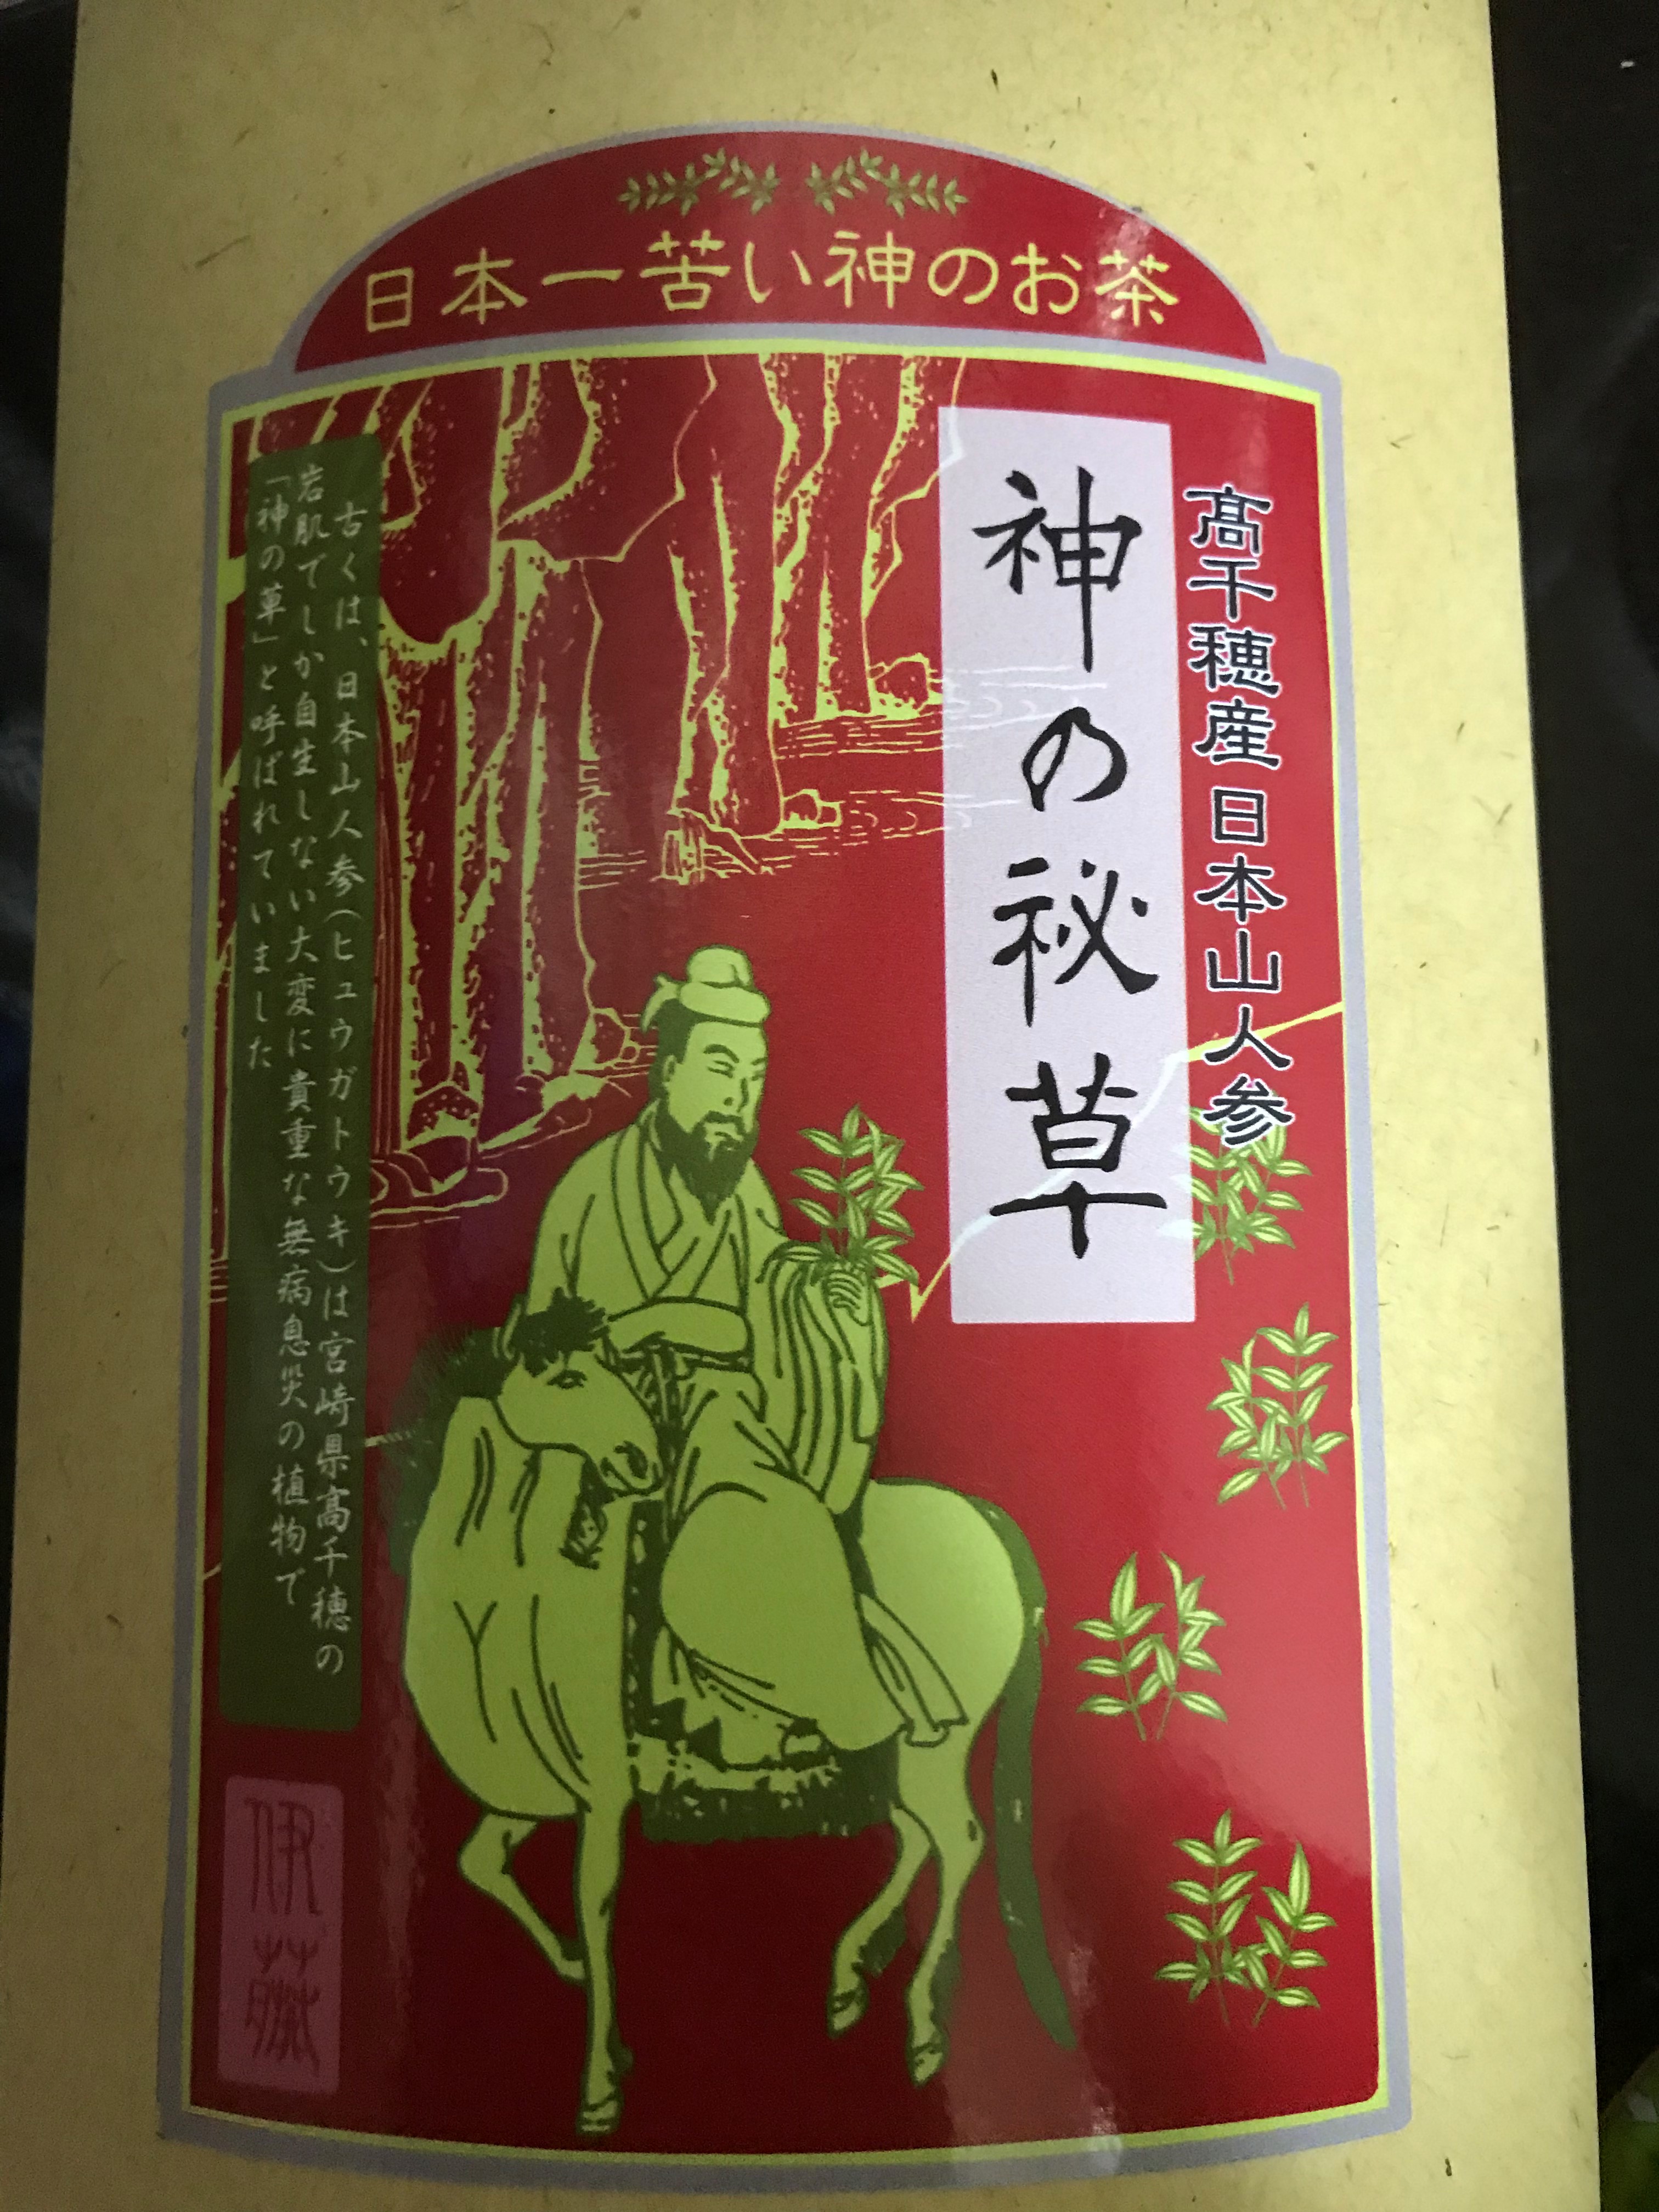 日本一苦い神のお茶
髙千穂産日本山人参
神の秘草
古くは、日本山人参(ヒュウガトウキ)は宮崎県高千穂の
岩肌でしか自生しない大変に貴重な無病息災の植物で
「神の草」と呼ばれていました
伊藤